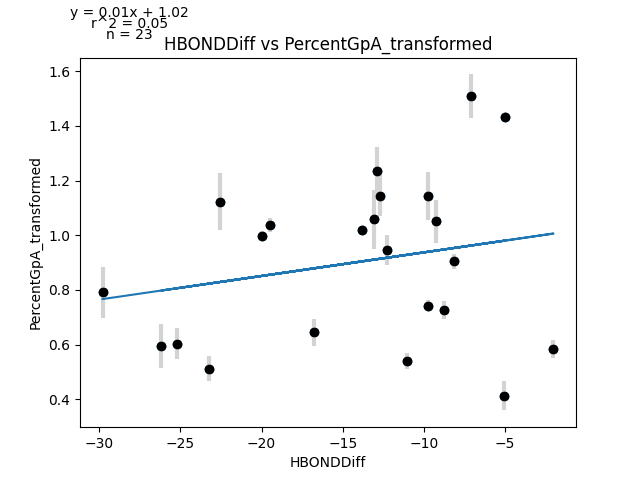 y = 0.01x + 1.02
r^2 = 0.05
n = 23
HBONDDiff vs PercentGpA_transformed
PercentGpA_transformed
1.6
1.4
1.2
1.0
0.8
0.6
0.4
−30
−25
−20
−15
−10
−5
HBONDDiff